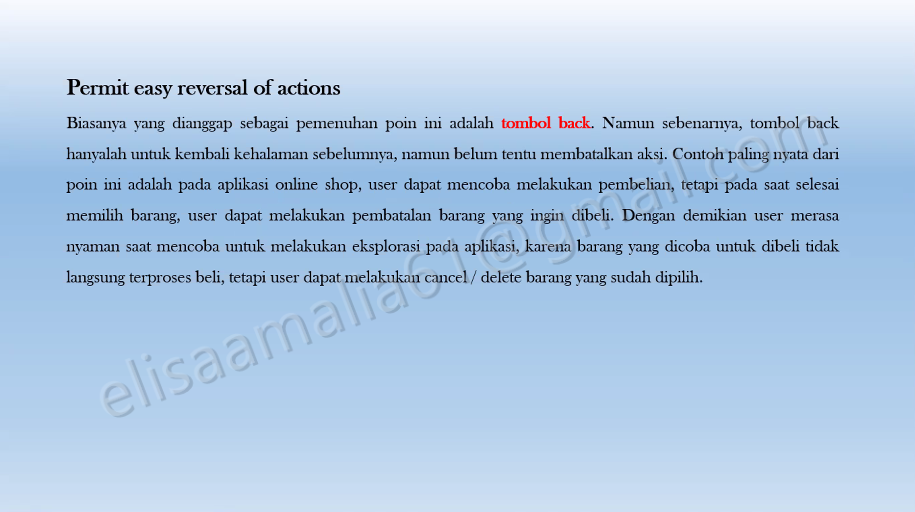 Permit easy reversal of actions
Biasanya yang dianggap sebagai pemenuhan poin ini adalah tombol back. Namun sebenarnya, tombol back
hanyalah untuk kembali kehalaman sebelumnya, namun belum tentu membatalkan aksi. Contoh paling nyata dari
poin ini adalah pada aplikasi online shop, user dapat mencoba melakukan pembelian, tetapi pada saat selesai
memilih barang, user dapat melakukan pembatalan barang yang ingin dibeli. Dengan demikian user merasa
nyaman saat mencoba untuk melakukan eksplorasi pada aplikasi, karena barang yang dicoba untuk dibeli tidak
langsung terproses beli, tetapi user dapat melakukan cancel / delete barang yang sudah dipilih.
elisaamalia61@gmail.com